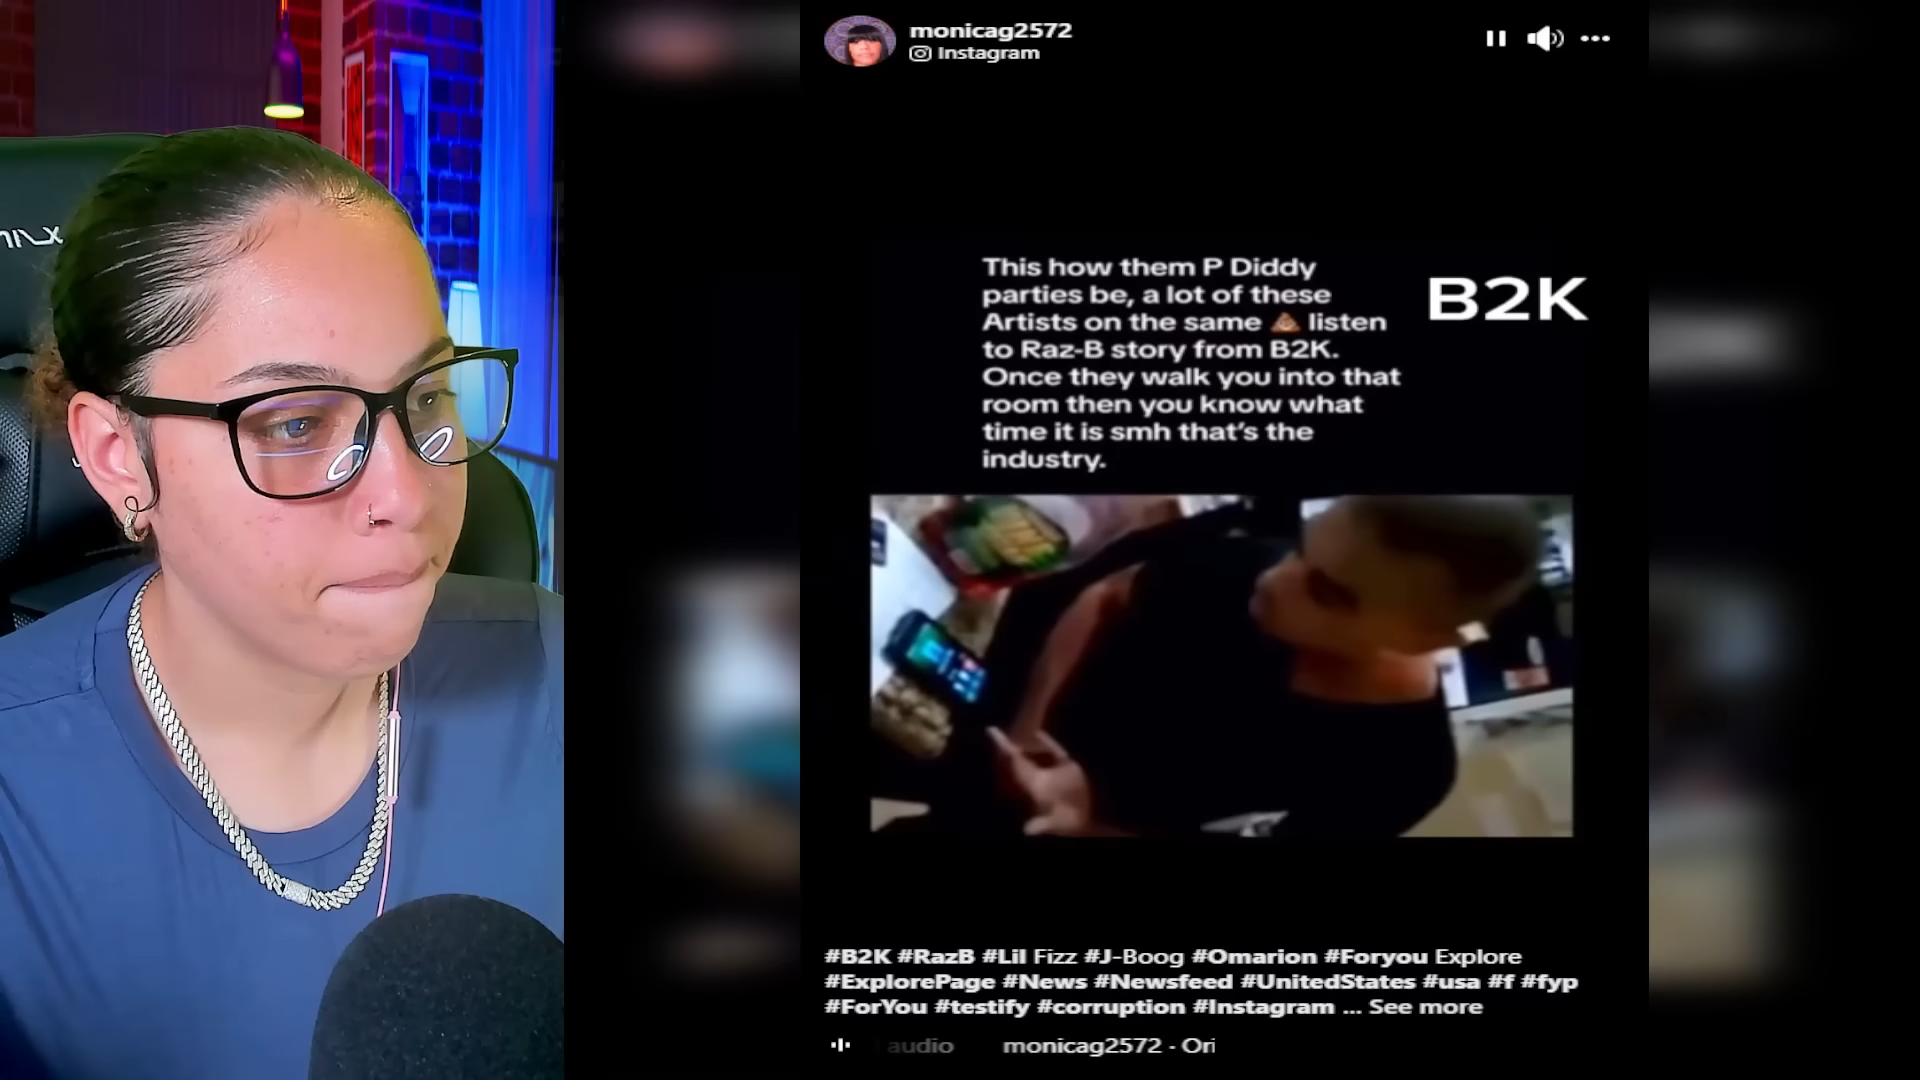 monicag2572
Instagram
This how them P Diddy
parties be, a lot of these
Artists on the same 💩 listen
to Raz-B story from B2K.
Once they walk you into that
room then you know what
time it is smh that's the
industry.
B2K
#B2K #RazB #Lil Fizz #J-Boog #Omarion #Foryou Explore
#ExplorePage #News #Newsfeed #UnitedStates #usa #f #fyp
#ForYou #testify #corruption #Instagram ... See more
audio monicag2572 · Ori